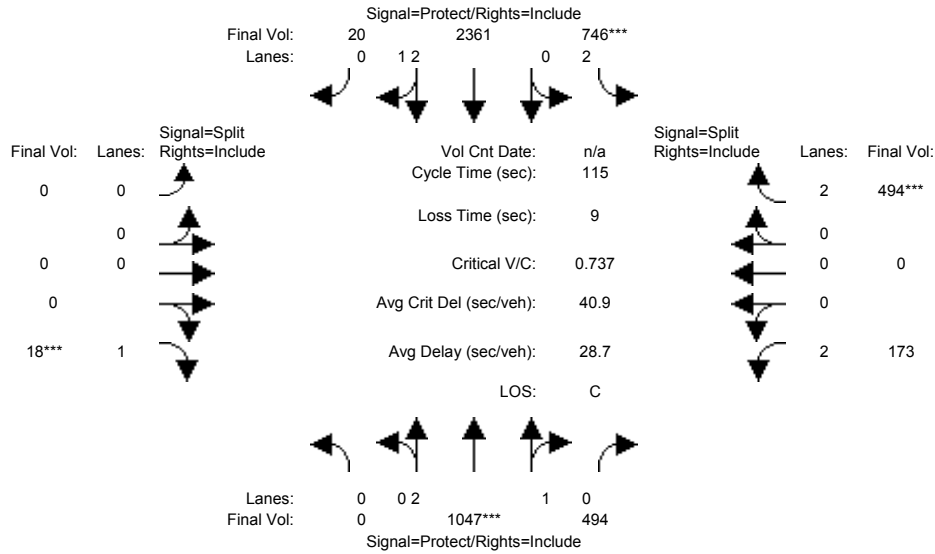 Signal=Protect/Rights=Include
Final Vol: 20 2361 746***
Lanes: 0 1 2 0 2
Signal=Split
Final Vol: Lanes: Rights=Include
Vol Cnt Date: n/a
Signal=Split
Rights=Include Lanes: Final Vol:
Cycle Time (sec): 115
0 0
2 494***
Loss Time (sec): 9
0
0
0 0
Critical V/C: 0.737
0 0
0
Avg Crit Del (sec/veh): 40.9
0
18*** 1
Avg Delay (sec/veh): 28.7
2 173
LOS: C
Lanes: 0 0 2 1 0
Final Vol: 0 1047*** 494
Signal=Protect/Rights=Include